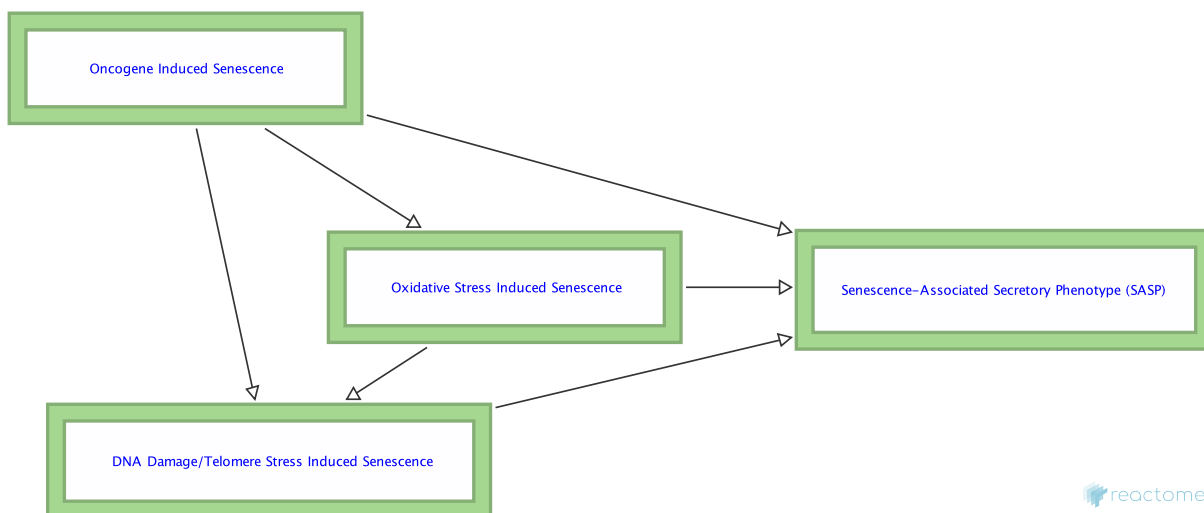 Oncogene Induced Senescence
Oxidative Stress Induced Senescence
Senescence-Associated Secretory Phenotype (SASP)
DNA Damage/Telomere Stress Induced Senescence
reactome